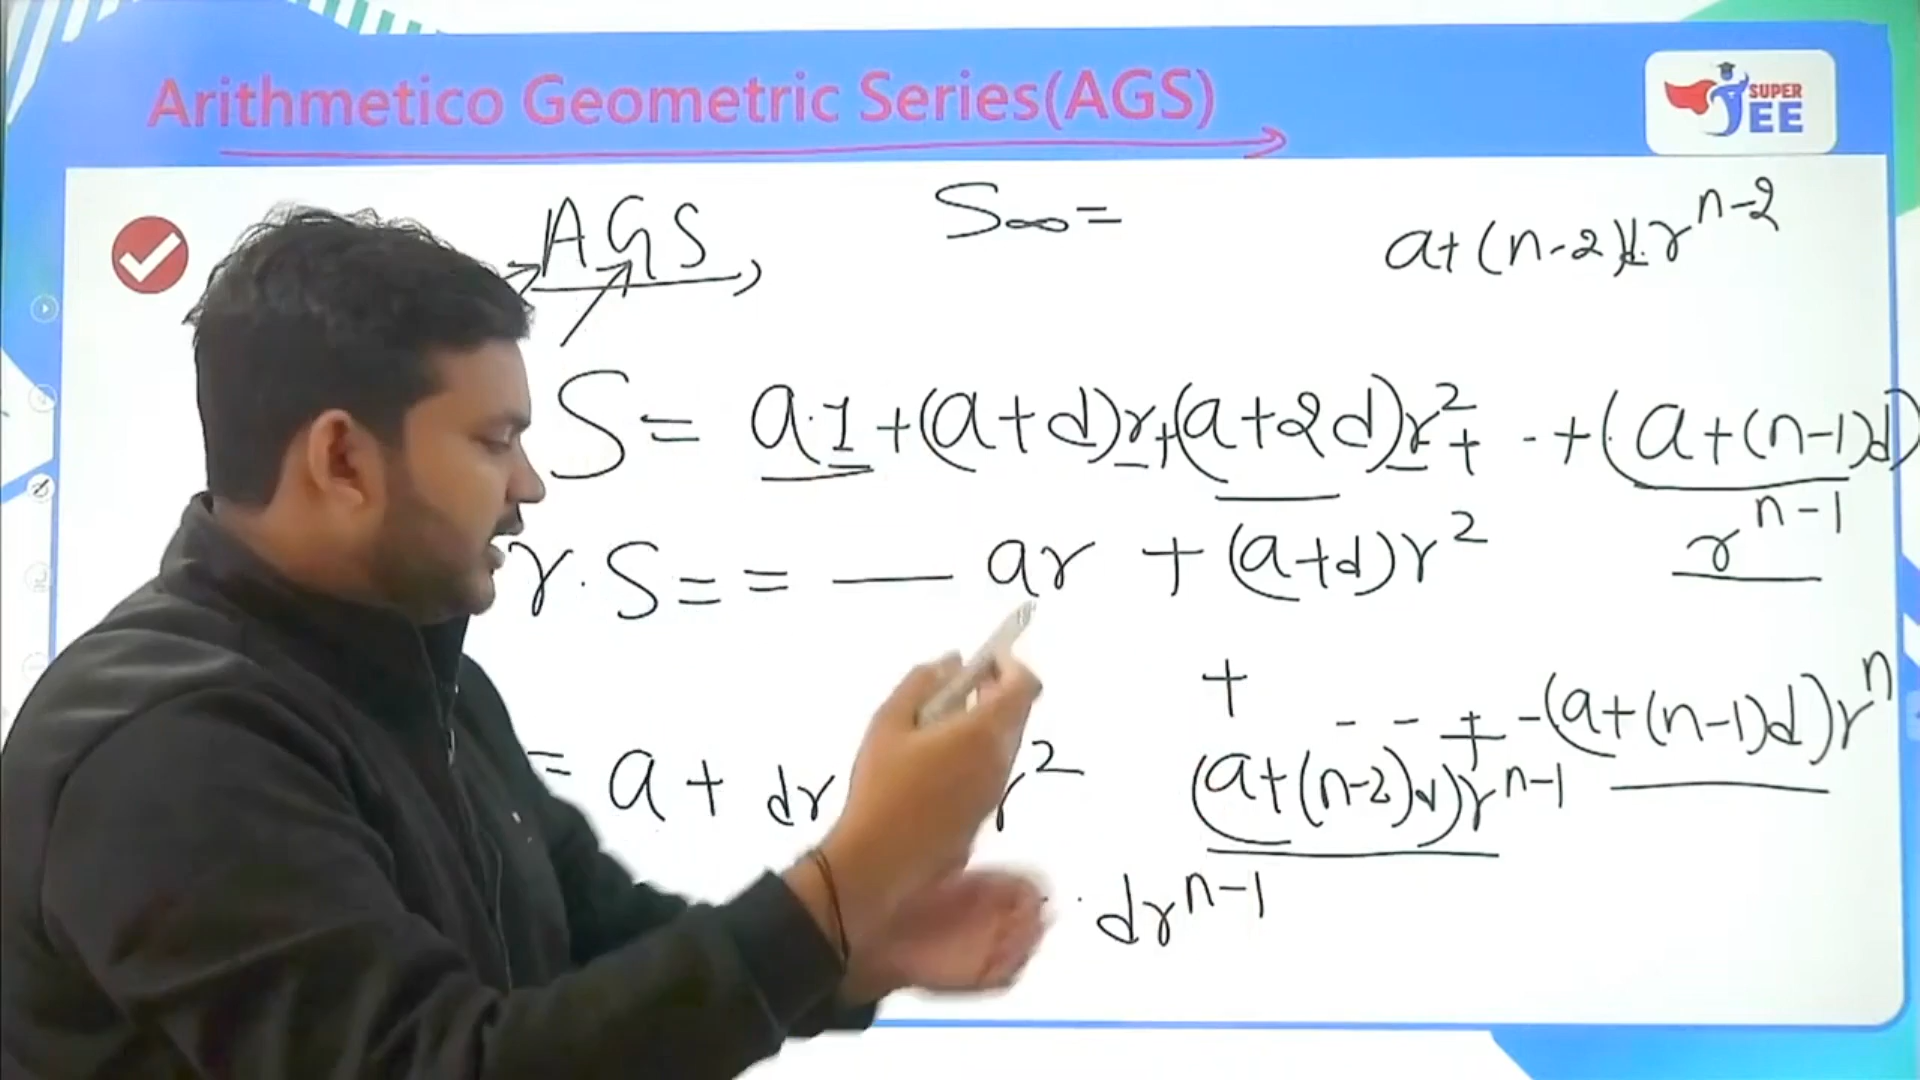 Arithmetico Geometric Series(AGS)
SUPER
JEE
AGS,
S∞=
a+(n-2)d.r^{n-2}
S= a.1+(a+d)r+(a+2d)r²+ - +(a+(n-1)d)
r^{n-1}
r.S= = — ar + (a+d)r²
+ - - + -(a+(n-1)d)r^n
(a+(n-2)d)r^{n-1}
= a + dr r²
. dr^{n-1}